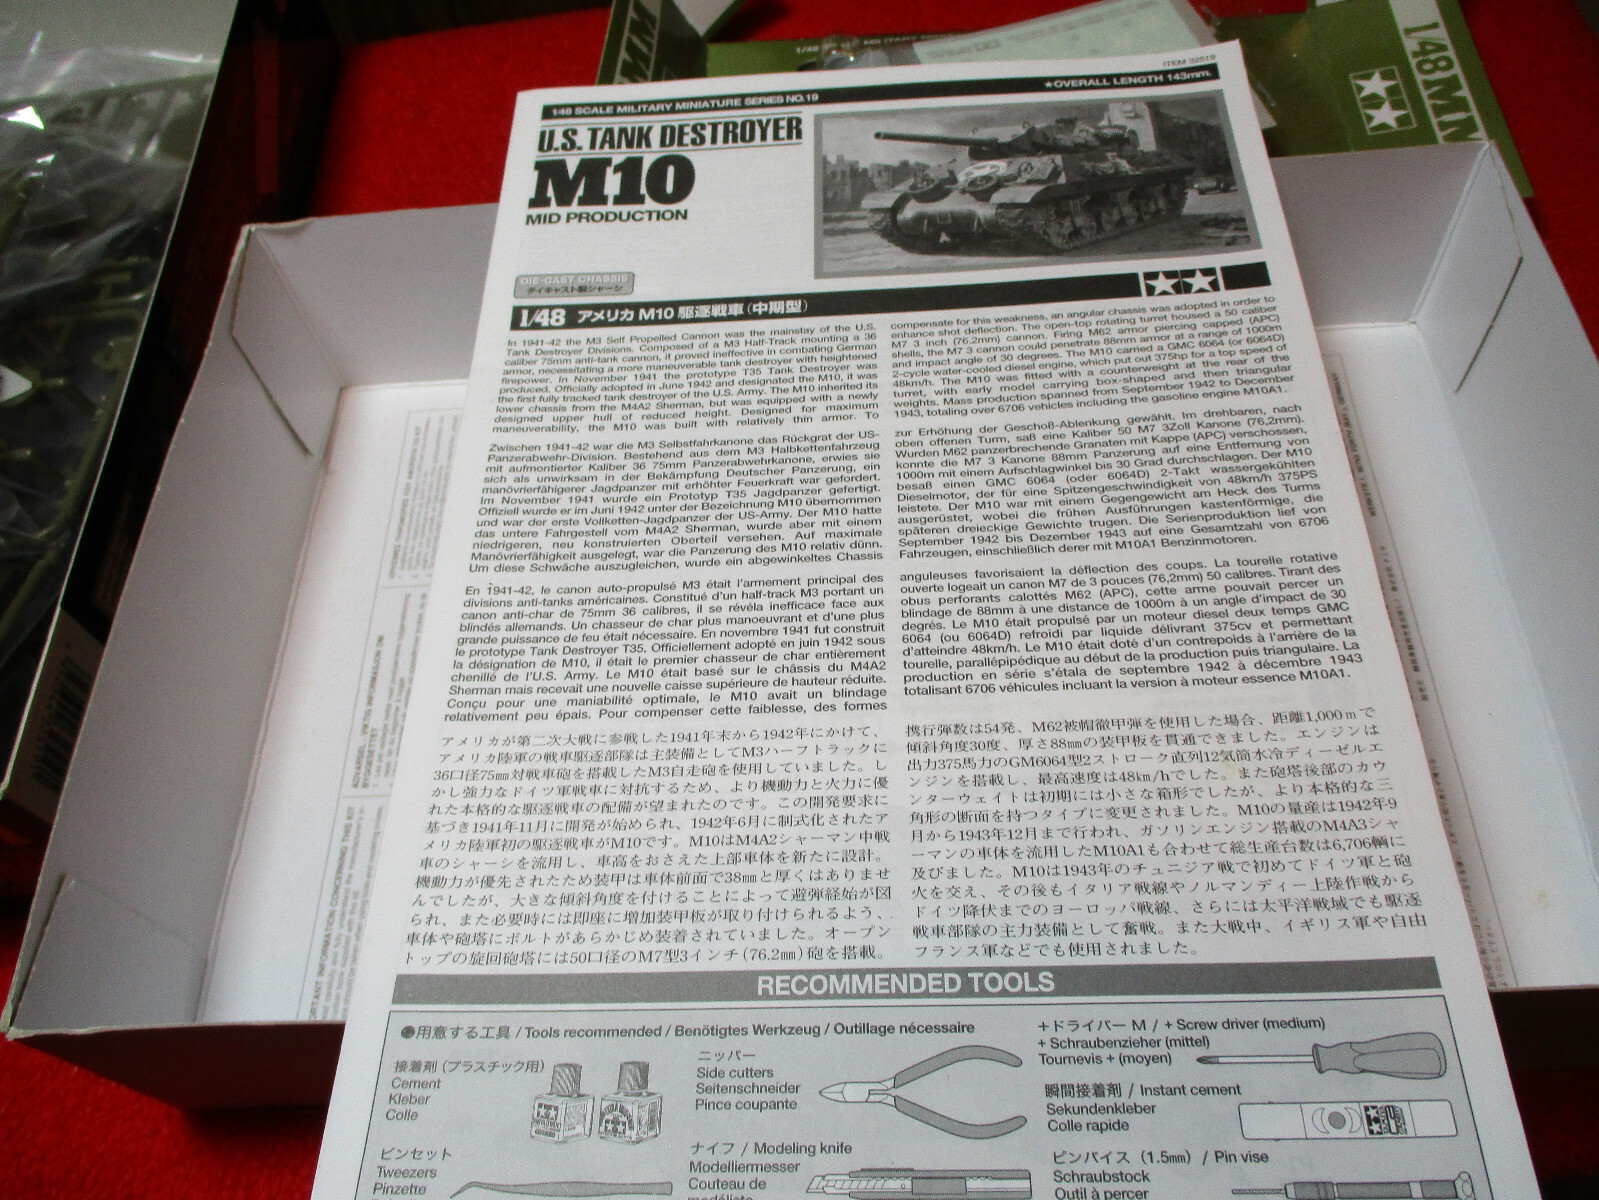 ITEM 32519
1/48 SCALE MILITARY MINIATURE SERIES NO.19
★OVERALL LENGTH 143mm.
U.S. TANK DESTROYER
M10
MID PRODUCTION
DIE-CAST CHASSIS
ダイキャスト製シャーシ
1/48 アメリカ M10 駆逐戦車(中期型)
In 1941-42 the M3 Self Propelled Cannon was the mainstay of the U.S.
Tank Destroyer Divisions. Composed of a M3 Half-Track mounting a 36
caliber 75mm anti-tank cannon, it proved ineffective in combating German
armor, necessitating a more maneuverable tank destroyer with heightened
firepower. In November 1941 the prototype T35 Tank Destroyer was
produced. Officially adopted in June 1942 and designated the M10, it was
the first fully tracked tank destroyer of the U.S. Army. The M10 inherited its
lower chassis from the M4A2 Sherman, but was equipped with a newly
designed upper hull of reduced height. Designed for maximum
maneuverability, the M10 was built with relatively thin armor. To
compensate for this weakness, an angular chassis was adopted in order to
enhance shot deflection. The open-top rotating turret housed a 50 caliber
M7 3 inch (76.2mm) cannon. Firing M62 armor piercing capped (APC)
shells, the M7 3 cannon could penetrate 88mm armor at a range of 1000m
and impact angle of 30 degrees. The M10 carried a GMC 6064 (or 6064D)
2-cycle water-cooled diesel engine, which put out 375hp for a top speed of
48km/h. The M10 was fitted with a counterweight at the rear of the
turret, with early model carrying box-shaped and then triangular
weights. Mass production spanned from September 1942 to December
1943, totaling over 6706 vehicles including the gasoline engine M10A1.
Zwischen 1941-42 war die M3 Selbstfahrkanone das Rückgrat der US-
Panzerabwehr-Division. Bestehend aus dem M3 Halbkettenfahrzeug
mit aufmontierter Kaliber 36 75mm Panzerabwehrkanone, erwies sie
sich als unwirksam in der Bekämpfung Deutscher Panzerung, ein
manövrierfähigerer Jagdpanzer mit erhöhter Feuerkraft war gefordert.
Im November 1941 wurde ein Prototyp T35 Jagdpanzer gefertigt.
Offiziell wurde er im Juni 1942 unter der Bezeichnung M10 übernommen
und war der erste Vollketten-Jagdpanzer der US-Army. Der M10 hatte
das untere Fahrgestell vom M4A2 Sherman, wurde aber mit einem
niedrigeren, neu konstruierten Oberteil versehen. Auf maximale
Manövrierfähigkeit ausgelegt, war die Panzerung des M10 relativ dünn.
Um diese Schwäche auszugleichen, wurde ein abgewinkeltes Chassis
zur Erhöhung der Geschoß-Ablenkung gewählt. Im drehbaren, nach
oben offenen Turm, saß eine Kaliber 50 M7 3Zoll Kanone (76,2mm).
Wurden M62 panzerbrechende Granaten mit Kappe (APC) verschossen,
konnte die M7 3 Kanone 88mm Panzerung auf eine Entfernung von
1000m mit einem Aufschlagwinkel bis 30 Grad durchschlagen. Der M10
besaß einen GMC 6064 (oder 6064D) 2-Takt wassergekühlten
Dieselmotor, der für eine Spitzengeschwindigkeit von 48km/h 375PS
leistete. Der M10 war mit einem Gegengewicht am Heck des Turms
ausgerüstet, wobei die frühen Ausführungen kastenförmige, die
späteren dreieckige Gewichte trugen. Die Serienproduktion lief von
September 1942 bis Dezember 1943 auf eine Gesamtzahl von 6706
Fahrzeugen, einschließlich derer mit M10A1 Benzinmotoren.
En 1941-42, le canon auto-propulsé M3 était l'armement principal des
divisions anti-tanks américaines. Constitué d'un half-track M3 portant un
canon anti-char de 75mm 36 calibres, il se révéla inefficace face aux
blindés allemands. Un chasseur de char plus manoeuvrant et d'une plus
grande puissance de feu était nécessaire. En novembre 1941 fut construit
le prototype Tank Destroyer T35. Officiellement adopté en juin 1942 sous
la désignation de M10, il était le premier chasseur de char entièrement
chenillé de l'U.S. Army. Le M10 était basé sur le châssis du M4A2
Sherman mais recevait une nouvelle caisse supérieure de hauteur réduite.
Conçu pour une maniabilité optimale, le M10 avait un blindage
relativement peu épais. Pour compenser cette faiblesse, des formes
anguleuses favorisaient la déflection des coups. La tourelle rotative
ouverte logeait un canon M7 de 3 pouces (76,2mm) 50 calibres. Tirant des
obus perforants calottés M62 (APC), cette arme pouvait percer un
blindage de 88mm à une distance de 1000m à un angle d'impact de 30
degrés. Le M10 était propulsé par un moteur diesel deux temps GMC
6064 (ou 6064D) refroidi par liquide délivrant 375cv et permettant
d'atteindre 48km/h. Le M10 était doté d'un contrepoids à l'arrière de la
tourelle, parallépipédique au début de la production puis triangulaire. La
production en série s'étala de septembre 1942 à décembre 1943
totalisant 6706 véhicules incluant la version à moteur essence M10A1.
アメリカが第二次大戦に参戦した1941年末から1942年にかけて、
アメリカ陸軍の戦車駆逐部隊は主装備としてM3ハーフトラックに
36口径75mm対戦車砲を搭載したM3自走砲を使用していました。し
かし強力なドイツ軍戦車に対抗するため、より機動力と火力に優
れた本格的な駆逐戦車の配備が望まれたのです。この開発要求に
基づき1941年11月に開発が始められ、1942年6月に制式化されたア
メリカ陸軍初の駆逐戦車がM10です。M10はM4A2シャーマン中戦
車のシャーシを流用し、車高をおさえた上部車体を新たに設計。
機動力が優先されたため装甲は車体前面で38mmと厚くはありませ
んでしたが、大きな傾斜角度を付けることによって避弾経始が図
られ、また必要時には即座に増加装甲板が取り付けられるよう、
車体や砲塔にボルトがあらかじめ装着されていました。オープン
トップの旋回砲塔には50口径のM7型3インチ(76.2mm)砲を搭載。
携行弾数は54発、M62被帽徹甲弾を使用した場合、距離1,000mで
傾斜角度30度、厚さ88mmの装甲板を貫通できました。エンジンは
出力375馬力のGM6064型2ストローク直列12気筒水冷ディーゼルエ
ンジンを搭載し、最高速度は48km/hでした。また砲塔後部のカウ
ンターウェイトは初期には小さな箱形でしたが、より本格的な三
角形の断面を持つタイプに変更されました。M10の量産は1942年9
月から1943年12月まで行われ、ガソリンエンジン搭載のM4A3シャ
ーマンの車体を流用したM10A1も合わせて総生産台数は6,706輌に
及びました。M10は1943年のチュニジア戦で初めてドイツ軍と砲
火を交え、その後もイタリア戦線やノルマンディー上陸作戦から
ドイツ降伏までのヨーロッパ戦線、さらには太平洋戦域でも駆逐
戦車部隊の主力装備として奮戦。また大戦中、イギリス軍や自由
フランス軍などでも使用されました。
RECOMMENDED TOOLS
●用意する工具 / Tools recommended / Benötigtes Werkzeug / Outillage nécessaire
接着剤(プラスチック用)
Cement
Kleber
Colle
ニッパー
Side cutters
Seitenschneider
Pince coupante
+ドライバー M / + Screw driver (medium)
+ Schraubenzieher (mittel)
Tournevis + (moyen)
瞬間接着剤 / Instant cement
Sekundenkleber
Colle rapide
ピンセット
Tweezers
Pinzette
ナイフ / Modeling knife
Modelliermesser
Couteau de
modéliste
ピンバイス (1.5mm) / Pin vise
Schraubstock
Outil à percer
1/48 MM